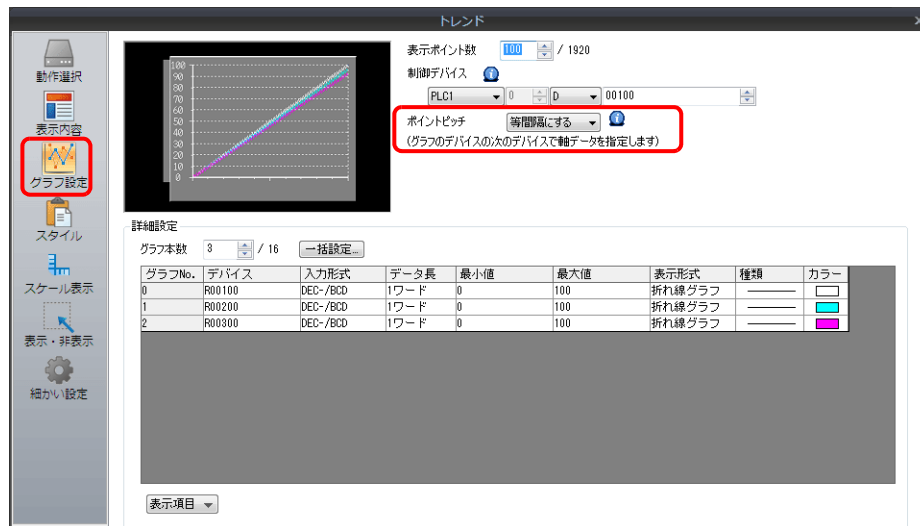 トレンド
動作選択
表示内容
グラフ設定
スタイル
スケール表示
表示・非表示
細かい設定
100
90
80
70
60
50
40
30
20
10
0
表示ポイント数 100 / 1920
制御デバイス
PLC1 0 D 00100
ポイントピッチ 等間隔にする
(グラフのデバイスの次のデバイスで軸データを指定します)
詳細設定
グラフ本数 3 / 16 一括設定...
グラフNo. デバイス 入力形式 データ長 最小値 最大値 表示形式 種類 カラー
0 R00100 DEC-/BCD 1ワード 0 100 折れ線グラフ
1 R00200 DEC-/BCD 1ワード 0 100 折れ線グラフ
2 R00300 DEC-/BCD 1ワード 0 100 折れ線グラフ
表示項目